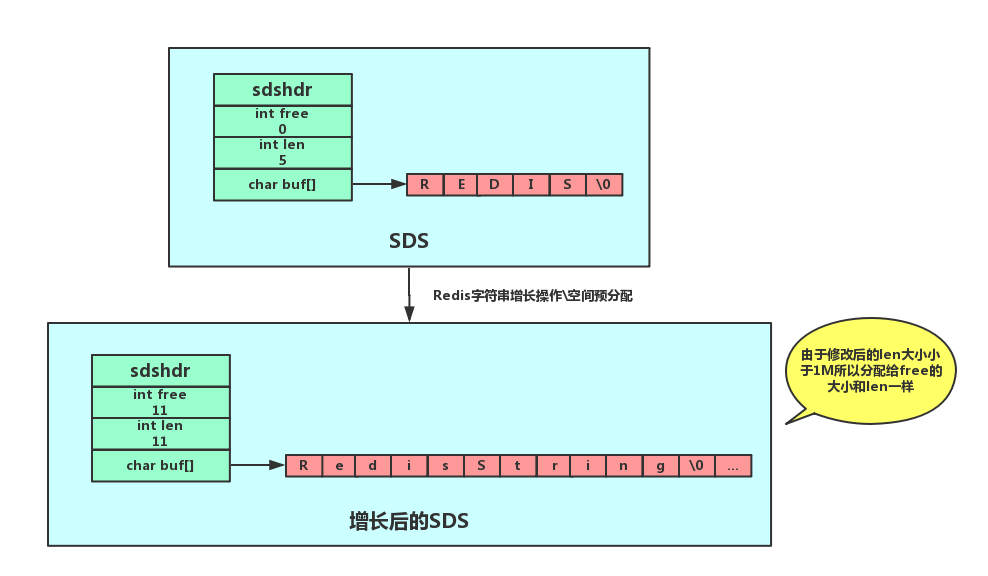 sdshdr
int free
0
int len
5
char buf[]
R E D I S \0
SDS
Redis字符串增长操作\空间预分配
sdshdr
int free
11
int len
11
char buf[]
R e d i s S t r i n g \0 ...
增长后的SDS
由于修改后的len大小小
于1M所以分配给free的
大小和len一样